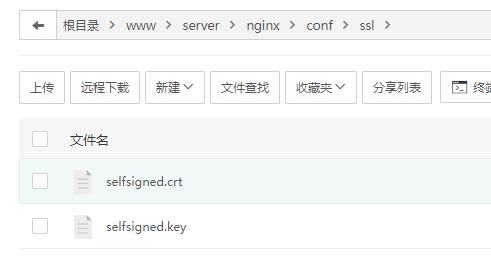 根目录 www server nginx conf ssl
上传 远程下载 新建 文件查找 收藏夹 分享列表 终端
文件名
selfsigned.crt
selfsigned.key